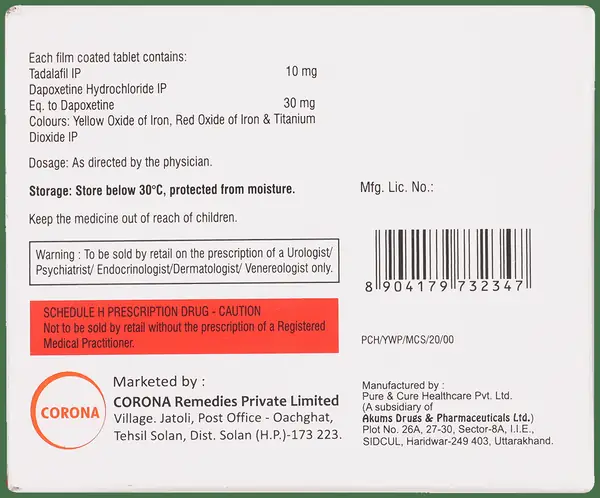 Each film coated tablet contains:
Tadalafil IP 10 mg
Dapoxetine Hydrochloride IP
Eq. to Dapoxetine 30 mg
Colours: Yellow Oxide of Iron, Red Oxide of Iron & Titanium
Dioxide IP
Dosage: As directed by the physician.
Storage: Store below 30°C, protected from moisture.
Keep the medicine out of reach of children.
Warning : To be sold by retail on the prescription of a Urologist/
Psychiatrist/ Endocrinologist/Dermatologist/ Venereologist only.
SCHEDULE H PRESCRIPTION DRUG - CAUTION
Not to be sold by retail without the prescription of a Registered
Medical Practitioner.
CORONA
Marketed by :
CORONA Remedies Private Limited
Village. Jatoli, Post Office - Oachghat,
Tehsil Solan, Dist. Solan (H.P.)-173 223.
Mfg. Lic. No.:
8 904179 732347
PCH/YWP/MCS/20/00
Manufactured by :
Pure & Cure Healthcare Pvt. Ltd.
(A subsidiary of
Akums Drugs & Pharmaceuticals Ltd.)
Plot No. 26A, 27-30, Sector-8A, I.I.E.,
SIDCUL, Haridwar-249 403, Uttarakhand.